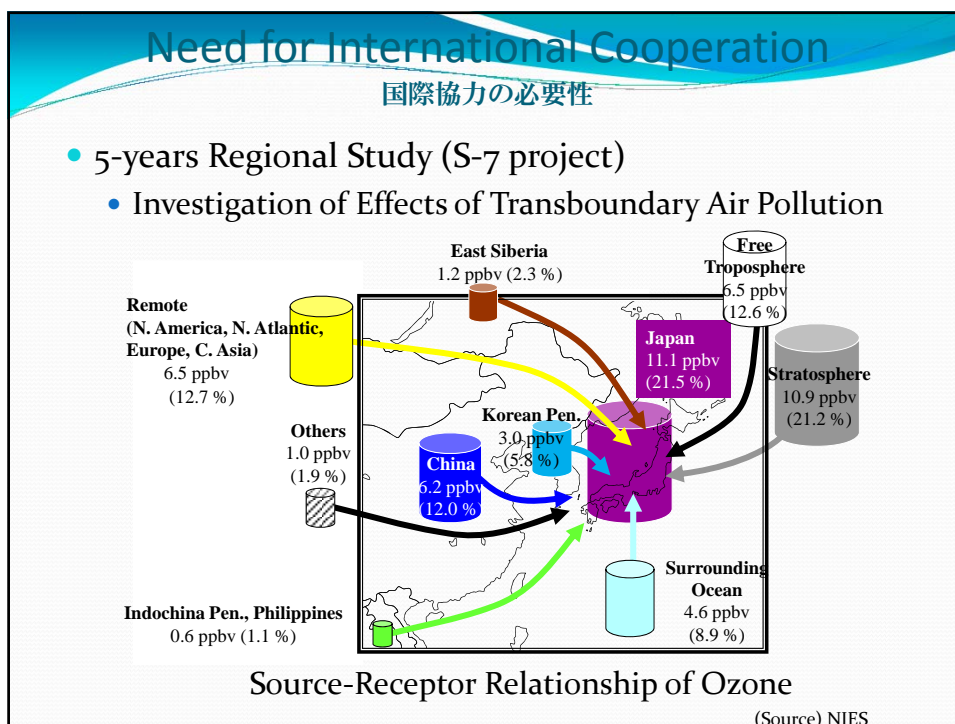 Need for International Cooperation
国際協力の必要性
• 5-years Regional Study (S-7 project)
• Investigation of Effects of Transboundary Air Pollution
East Siberia
1.2 ppbv (2.3 %)
Free
Troposphere
6.5 ppbv
(12.6 %)
Remote
(N. America, N. Atlantic,
Europe, C. Asia)
6.5 ppbv
(12.7 %)
Japan
11.1 ppbv
(21.5 %)
Stratosphere
10.9 ppbv
(21.2 %)
Korean Pen.
3.0 ppbv
(5.8 %)
Others
1.0 ppbv
(1.9 %)
China
6.2 ppbv
(12.0 %)
Surrounding
Ocean
4.6 ppbv
(8.9 %)
Indochina Pen., Philippines
0.6 ppbv (1.1 %)
Source-Receptor Relationship of Ozone
(Source) NIES